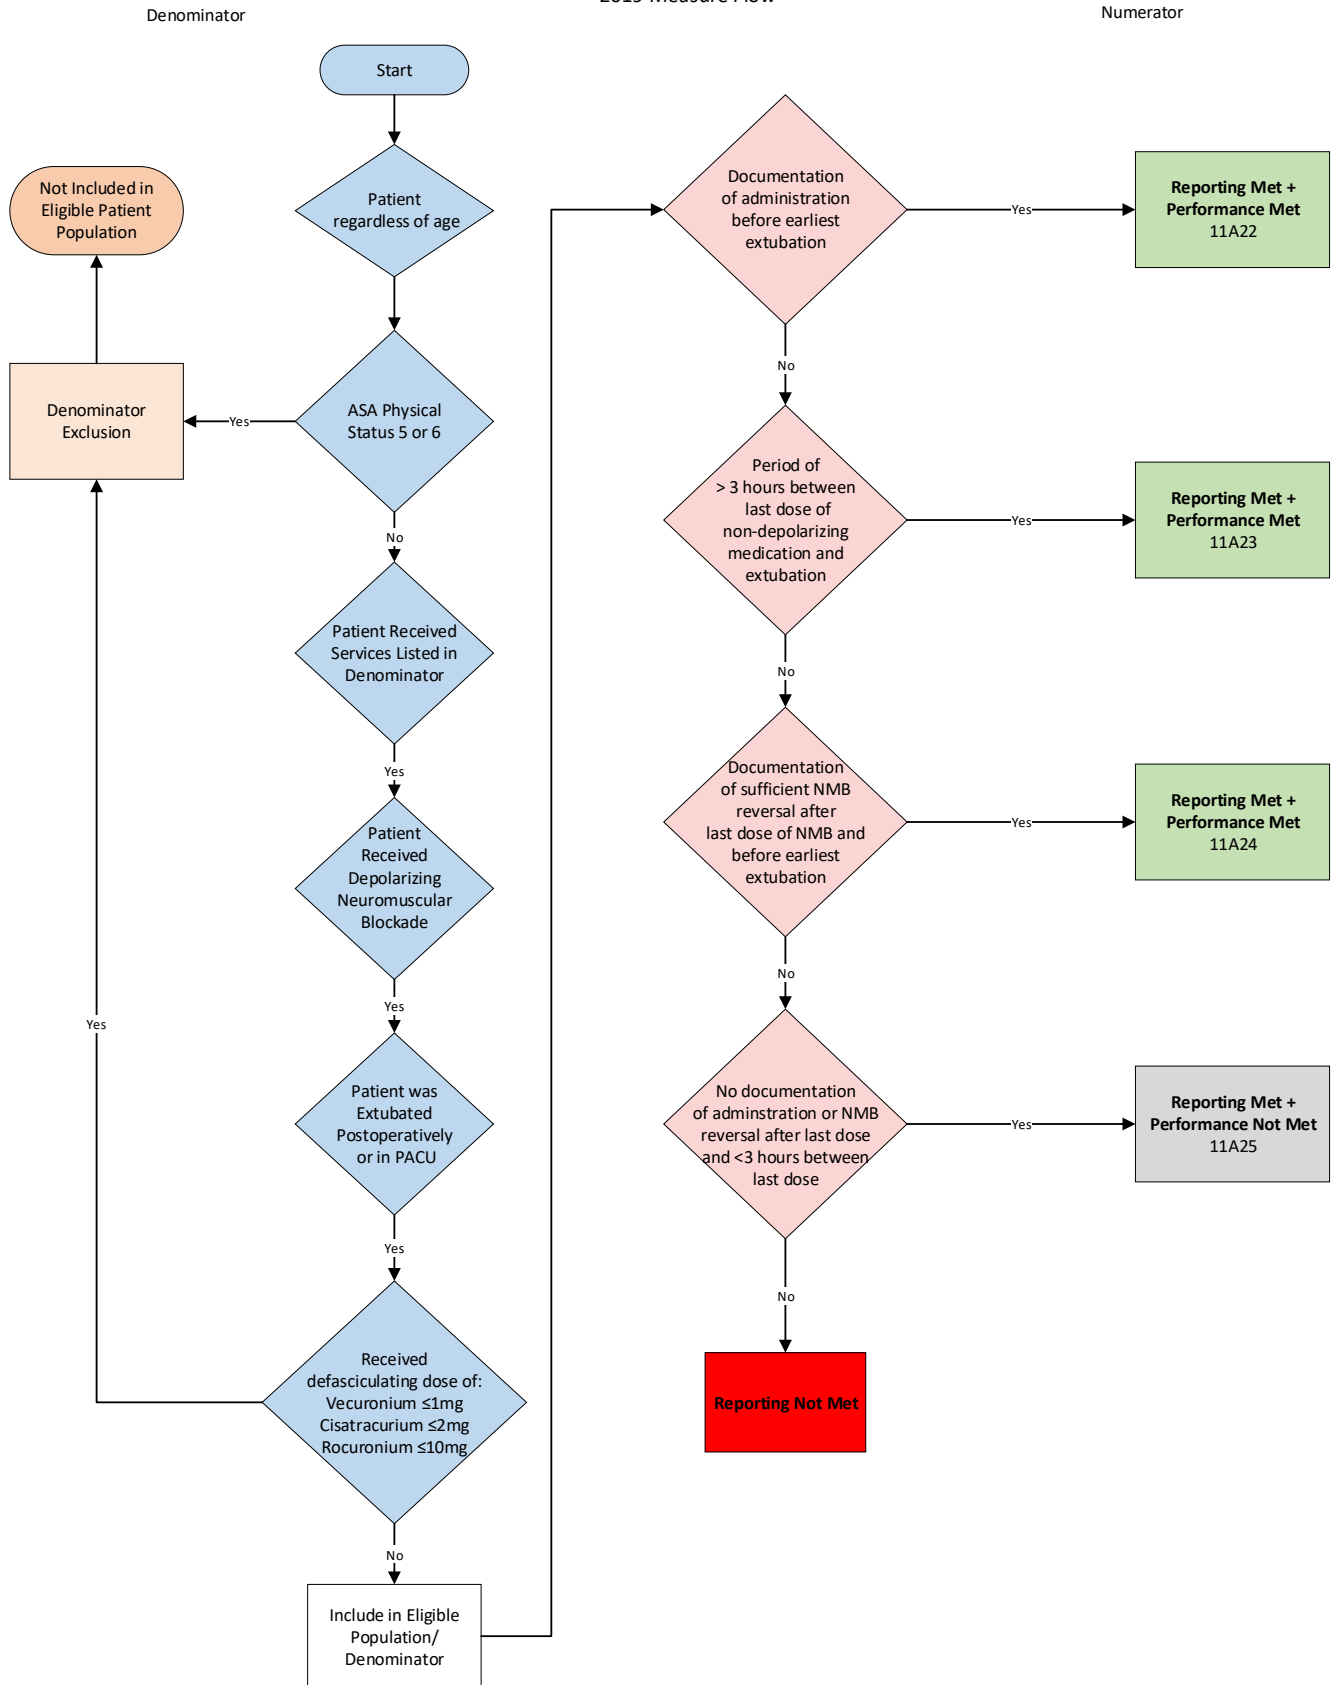 2019 Measure Flow
Denominator
Numerator
Start
Patient
regardless of age
Not Included in
Eligible Patient
Population
Denominator
Exclusion
Yes
ASA Physical
Status 5 or 6
No
Patient Received
Services Listed in
Denominator
Yes
Patient
Received
Depolarizing
Neuromuscular
Blockade
Yes
Patient was
Extubated
Postoperatively
or in PACU
Yes
Yes
Received
defasciculating dose of:
Vecuronium ≤1mg
Cisatracurium ≤2mg
Rocuronium ≤10mg
No
Include in Eligible
Population/
Denominator
Documentation
of administration
before earliest
extubation
Yes
Reporting Met +
Performance Met
11A22
No
Period of
> 3 hours between
last dose of
non-depolarizing
medication and
extubation
Yes
Reporting Met +
Performance Met
11A23
No
Documentation
of sufficient NMB
reversal after
last dose of NMB and
before earliest
extubation
Yes
Reporting Met +
Performance Met
11A24
No
No documentation
of adminstration or NMB
reversal after last dose
and <3 hours between
last dose
Yes
Reporting Met +
Performance Not Met
11A25
No
Reporting Not Met